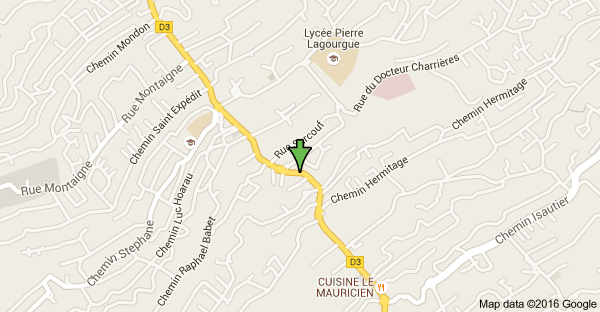 D3
Lycée Pierre
Lagourgue
Chemin Mondon
Rue Montaigne
Rue du Docteur Charrières
Chemin Hermitage
Chemin Saint Expédit
Rue Surcouf
Rue Montaigne
Chemin Luc Hoarau
Chemin Hermitage
Chemin Isautier
Chemin Stephane
Chemin Raphael Babet
D3
CUISINE LE
MAURICIEN
Map data ©2016 Google